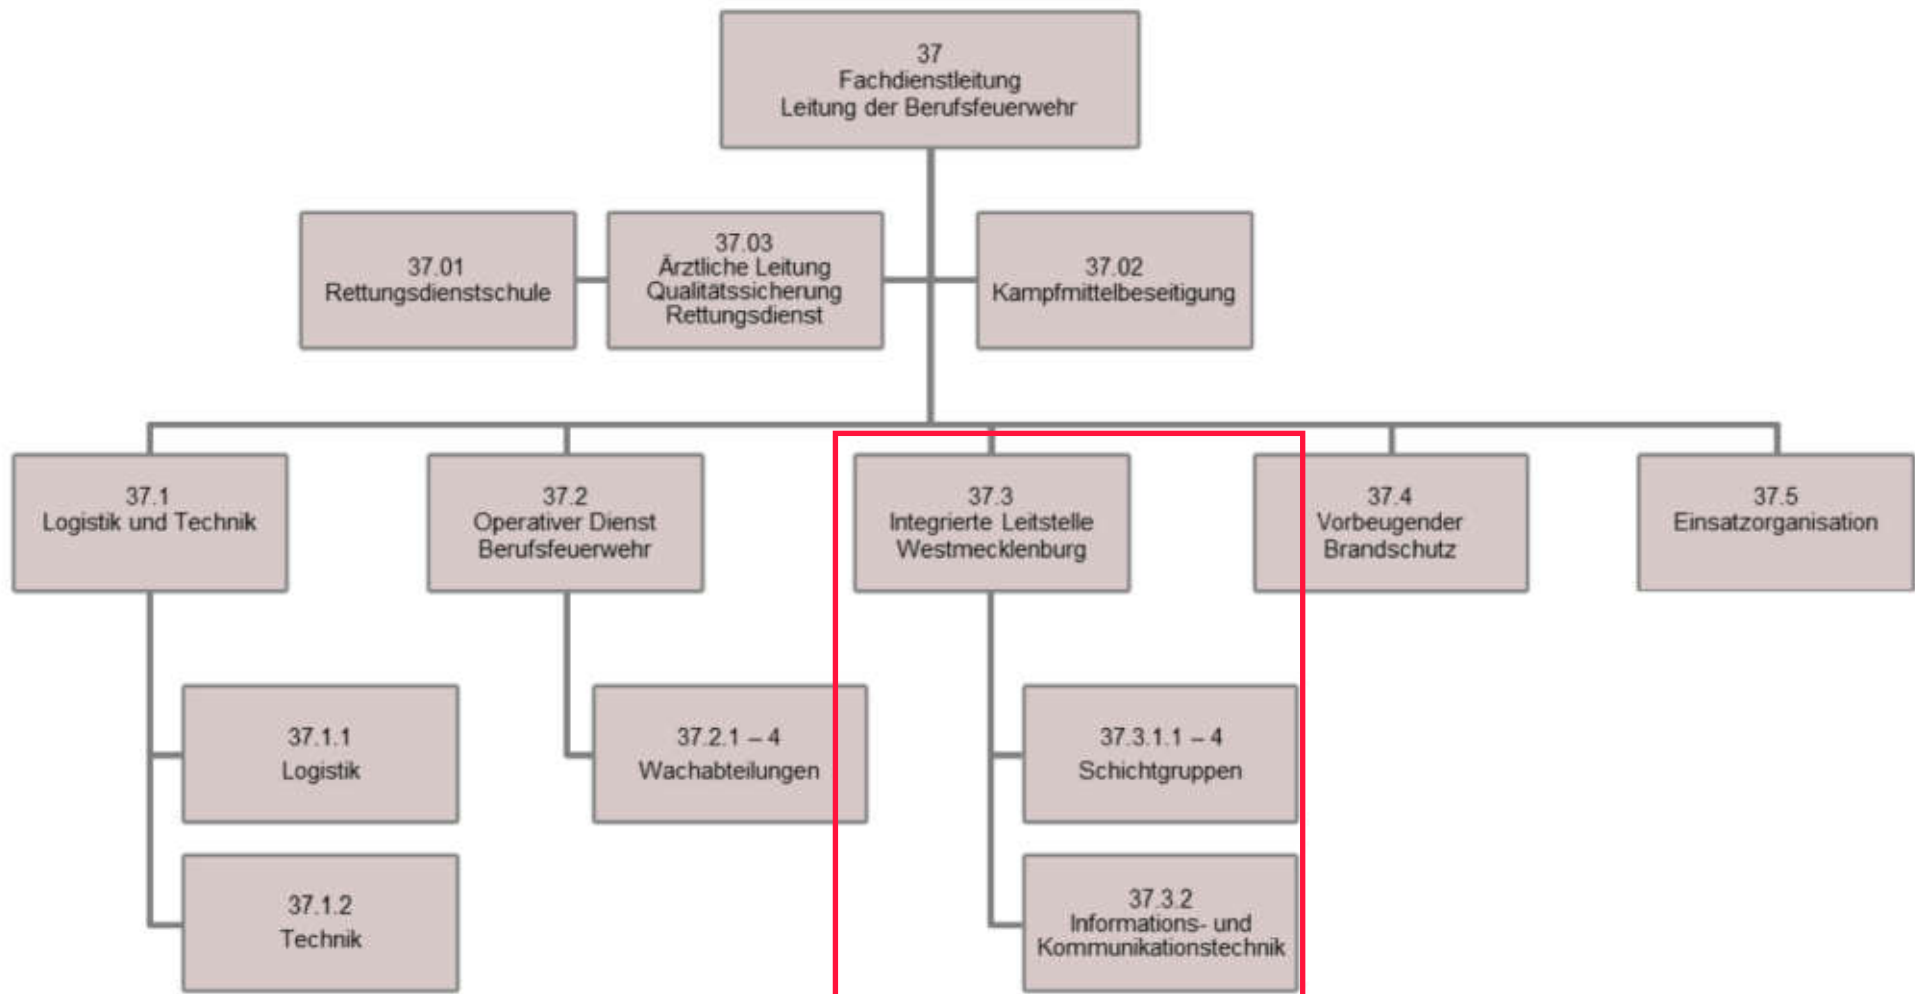 37
Fachdienstleitung
Leitung der Berufsfeuerwehr
37.01
Rettungsdienstschule
37.03
Ärztliche Leitung
Qualitätssicherung
Rettungsdienst
37.02
Kampfmittelbeseitigung
37.1
Logistik und Technik
37.2
Operativer Dienst
Berufsfeuerwehr
37.3
Integrierte Leitstelle
Westmecklenburg
37.4
Vorbeugender
Brandschutz
37.5
Einsatzorganisation
37.1.1
Logistik
37.2.1 – 4
Wachabteilungen
37.3.1.1 – 4
Schichtgruppen
37.1.2
Technik
37.3.2
Informations- und
Kommunikationstechnik